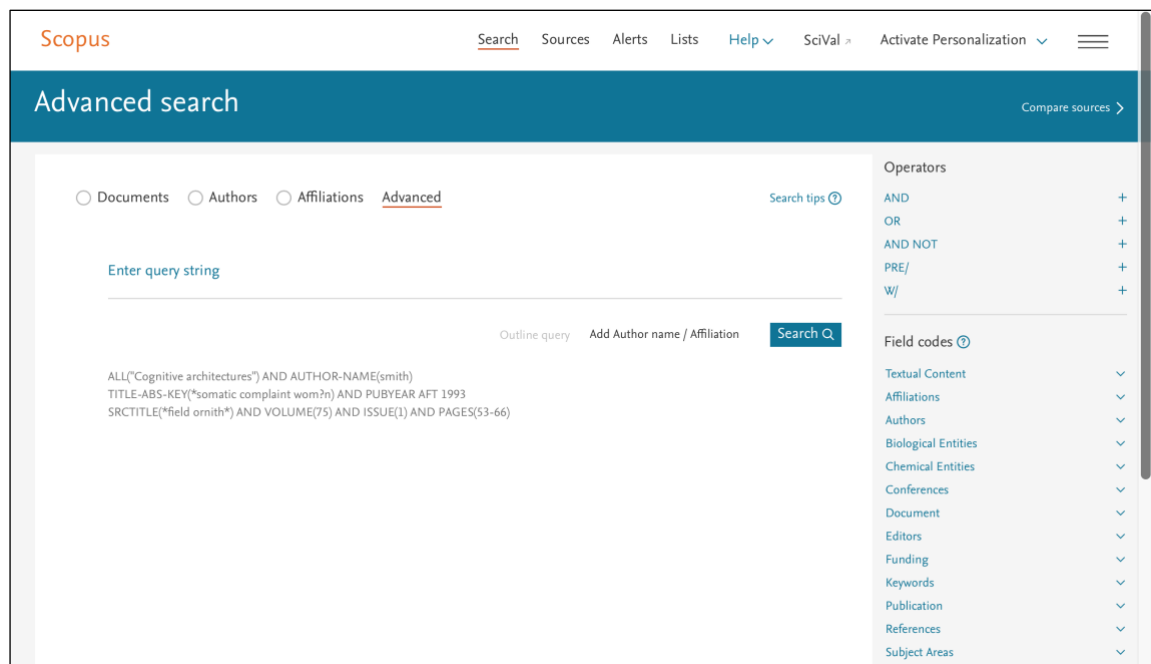 Scopus
Search Sources Alerts Lists Help SciVal Activate Personalization
Advanced search
Compare sources
Documents Authors Affiliations Advanced
Search tips
Enter query string
Outline query Add Author name / Affiliation Search
ALL("Cognitive architectures") AND AUTHOR-NAME(smith)
TITLE-ABS-KEY(*somatic complaint wom?n) AND PUBYEAR AFT 1993
SRCTITLE(*field ornith*) AND VOLUME(75) AND ISSUE(1) AND PAGES(53-66)
Operators
AND +
OR +
AND NOT +
PRE/ +
W/ +
Field codes
Textual Content
Affiliations
Authors
Biological Entities
Chemical Entities
Conferences
Document
Editors
Funding
Keywords
Publication
References
Subject Areas